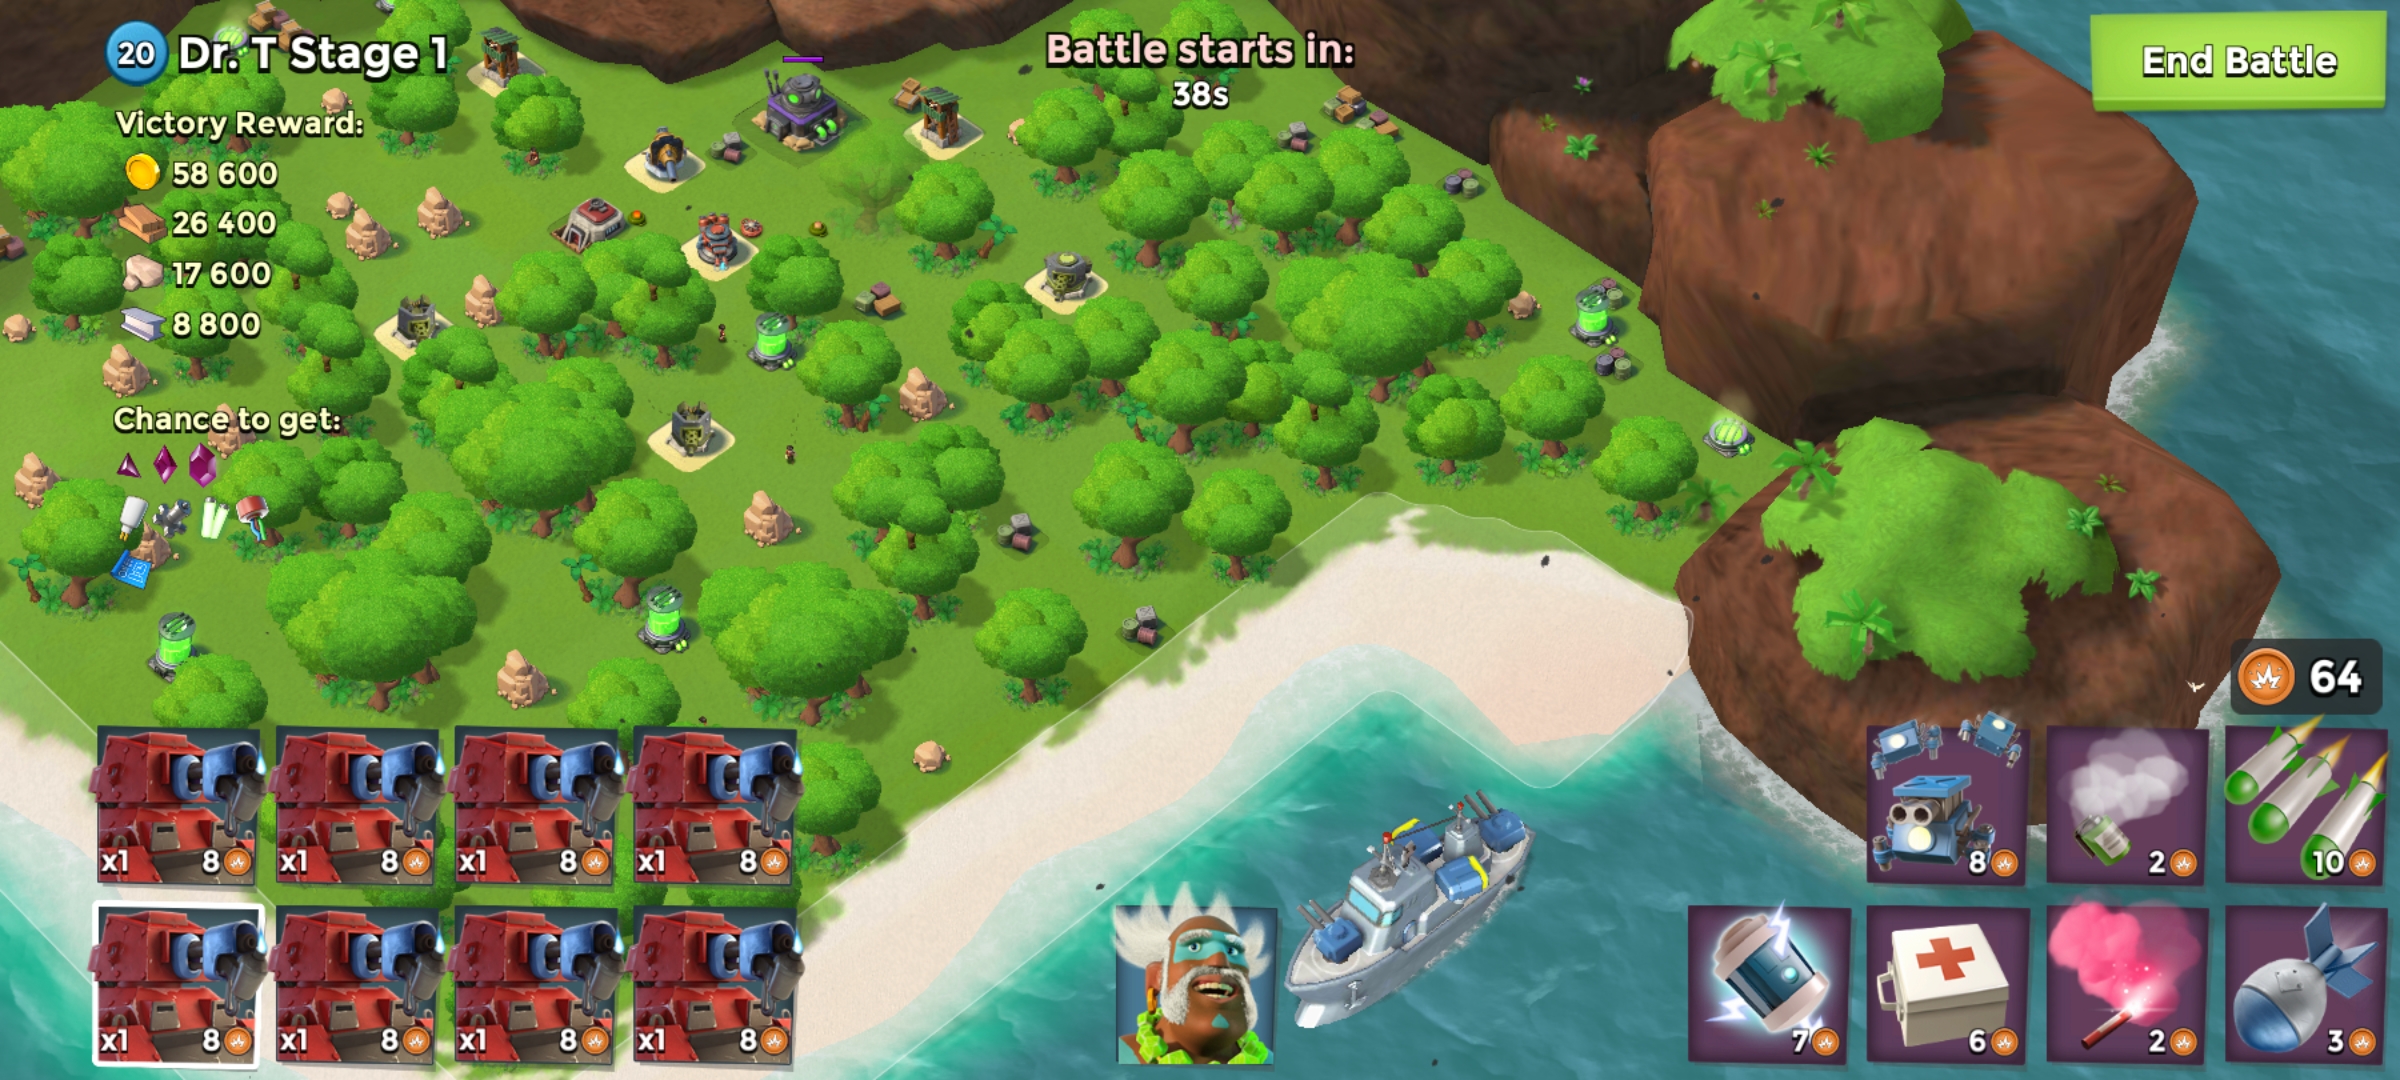 20 Dr. T Stage 1
Battle starts in:
38s
End Battle
Victory Reward:
58 600
26 400
17 600
8 800
Chance to get:
64
x1 8
x1 8
x1 8
x1 8
8
2
10
x1 8
x1 8
x1 8
x1 8
7
6
2
3